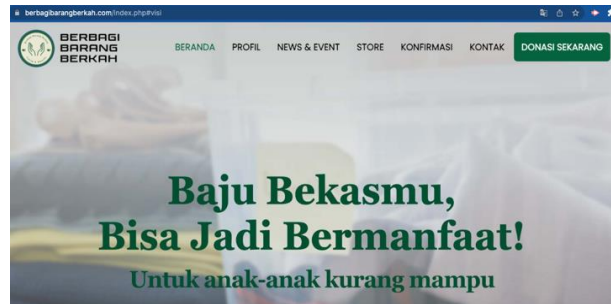 berbagibarangberkah.com/index.php#visi
BERBAGI
BARANG
BERKAH
BERANDA PROFIL NEWS & EVENT STORE KONFIRMASI KONTAK DONASI SEKARANG
Baju Bekasmu,
Bisa Jadi Bermanfaat!
Untuk anak-anak kurang mampu